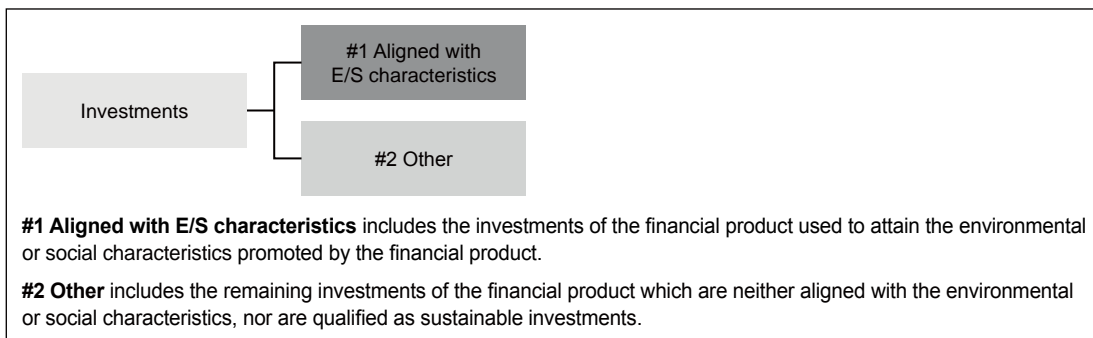 #1 Aligned with
E/S characteristics
Investments
#2 Other
#1 Aligned with E/S characteristics includes the investments of the financial product used to attain the environmental
or social characteristics promoted by the financial product.
#2 Other includes the remaining investments of the financial product which are neither aligned with the environmental
or social characteristics, nor are qualified as sustainable investments.